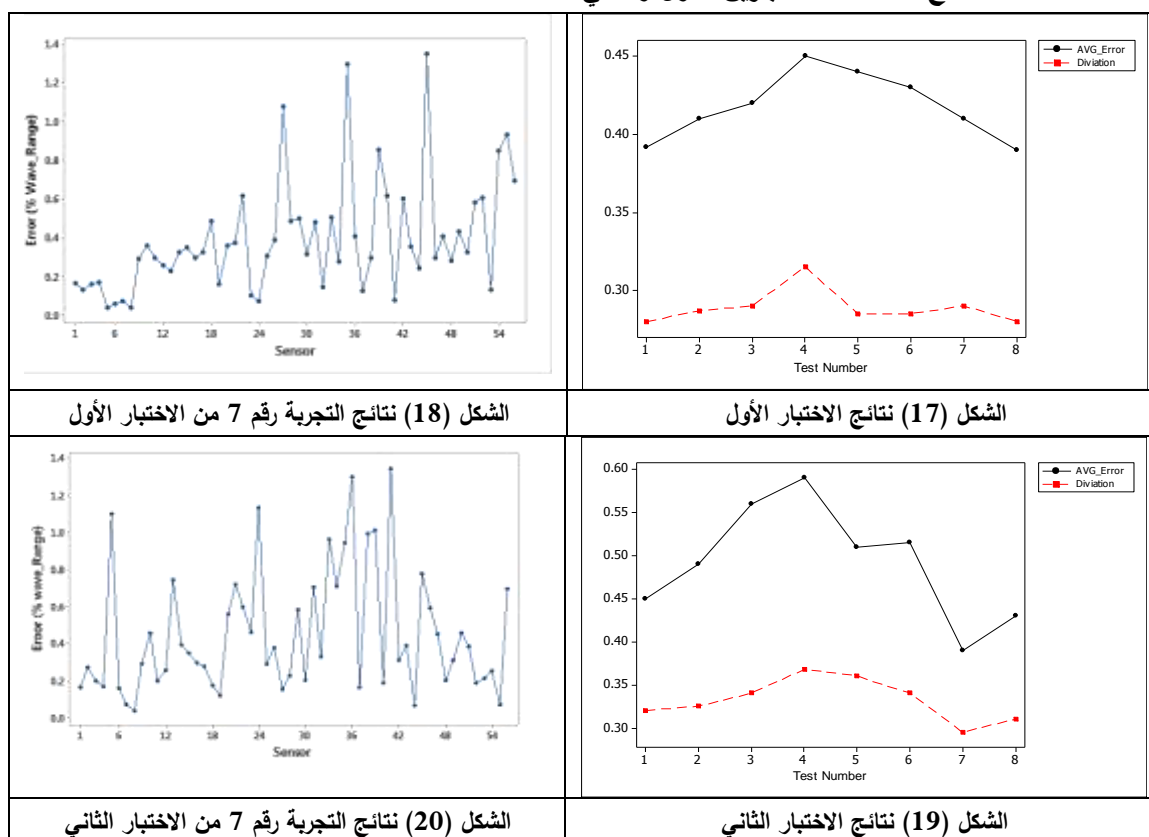 0.45
0.40
0.35
0.30
1 2 3 4 5 6 7 8
Test Number
AVG_Error
Diviation
1.4
1.2
1.0
0.8
0.6
0.4
0.2
0.0
Error (% Wave_Range)
1 6 12 18 24 30 36 42 48 54
Sensor
الشكل (17) نتائج الاختبار الأول
الشكل (18) نتائج التجربة رقم 7 من الاختبار الأول
0.60
0.55
0.50
0.45
0.40
0.35
0.30
1 2 3 4 5 6 7 8
Test Number
AVG_Error
Diviation
1.4
1.2
1.0
0.8
0.6
0.4
0.2
0.0
Eroor (% wave_Range)
1 6 12 18 24 30 36 42 48 54
Sensor
الشكل (19) نتائج الاختبار الثاني
الشكل (20) نتائج التجربة رقم 7 من الاختبار الثاني